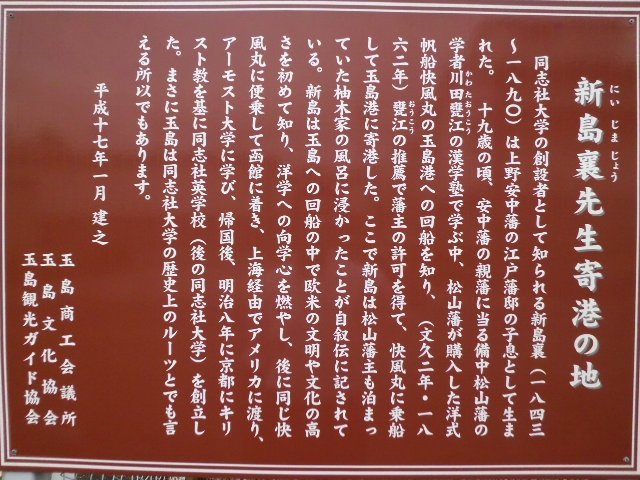 新島襄先生寄港の地
にいじまじょう
同志社大学の創設者として知られる新島襄（一八四三
～一八九〇）は上野安中藩の江戸藩邸の子息として生ま
れた。　十九歳の頃、安中藩の親藩に当る備中松山藩の
学者川田甕江の漢学塾で学ぶ中、松山藩が購入した洋式
かわたおうこう
帆船快風丸の玉島港への回船を知り、（文久二年・一八
六二年）甕江の推薦で藩主の許可を得て、快風丸に乗船
おうこう
して玉島港に寄港した。ここで新島は松山藩主も泊まっ
ていた柚木家の風呂に浸かったことが自叙伝に記されて
いる。新島は玉島への回船の中で欧米の文明や文化の高
さを初めて知り、洋学への向学心を燃やし、後に同じ快
風丸に便乗して函館に着き、上海経由でアメリカに渡り、
アーモスト大学に学び、帰国後、明治八年に京都にキリ
スト教を基に同志社英学校（後の同志社大学）を創立し
た。まさに玉島は同志社大学の歴史上のルーツとでも言
える所以でもあります。
平成十七年一月　建之
玉島商工会議所
玉島文化協会
玉島観光ガイド協会